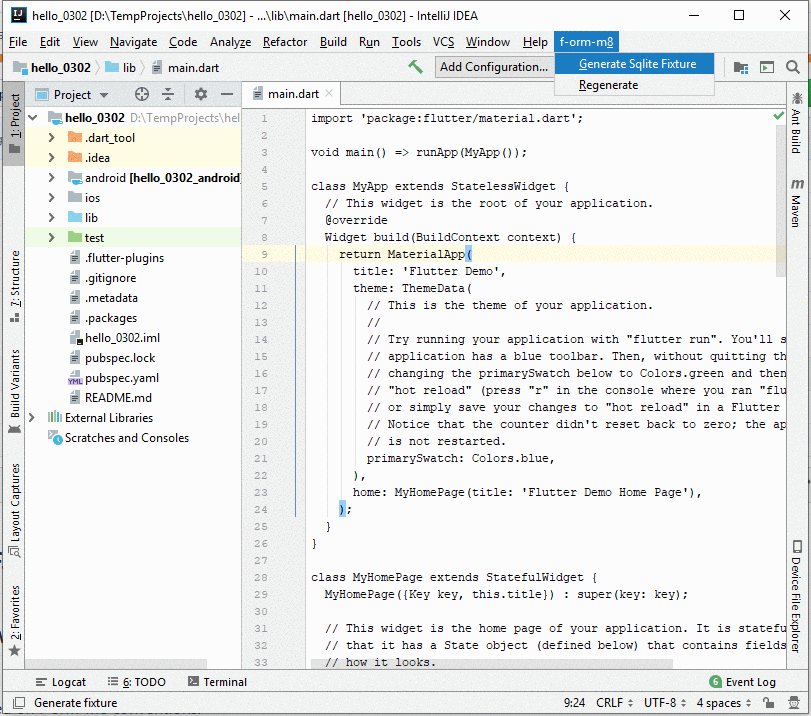 hello_0302 [D:\TempProjects\hello_0302] - ...\lib\main.dart [hello_0302] - IntelliJ IDEA
File Edit View Navigate Code Analyze Refactor Build Run Tools VCS Window Help f-orm-m8
hello_0302 lib main.dart Add Configuration... Generate Sqlite Fixture
Regenerate
1: Project
7: Structure
Build Variants
Layout Captures
2: Favorites
Project
hello_0302 D:\TempProjects\hel
.dart_tool
.idea
android [hello_0302_android]
ios
lib
test
.flutter-plugins
.gitignore
.metadata
.packages
hello_0302.iml
pubspec.lock
YML pubspec.yaml
README.md
External Libraries
Scratches and Consoles
main.dart
1 import 'package:flutter/material.dart';
2
3 void main() => runApp(MyApp());
4
5 class MyApp extends StatelessWidget {
6 // This widget is the root of your application.
7 @override
8 Widget build(BuildContext context) {
9 return MaterialApp(
10 title: 'Flutter Demo',
11 theme: ThemeData(
12 // This is the theme of your application.
13 //
14 // Try running your application with "flutter run". You'll s
15 // application has a blue toolbar. Then, without quitting th
16 // changing the primarySwatch below to Colors.green and then
17 // "hot reload" (press "r" in the console where you ran "flu
18 // or simply save your changes to "hot reload" in a Flutter
19 // Notice that the counter didn't reset back to zero; the ap
20 // is not restarted.
21 primarySwatch: Colors.blue,
22 ),
23 home: MyHomePage(title: 'Flutter Demo Home Page'),
24 );
25 }
26 }
27
28 class MyHomePage extends StatefulWidget {
29 MyHomePage({Key key, this.title}) : super(key: key);
30
31 // This widget is the home page of your application. It is statefu
32 // that it has a State object (defined below) that contains fields
33 // how it looks.
Ant Build
m Maven
Device File Explorer
Logcat 6: TODO Terminal 6 Event Log
Generate fixture 9:24 CRLF UTF-8 4 spaces